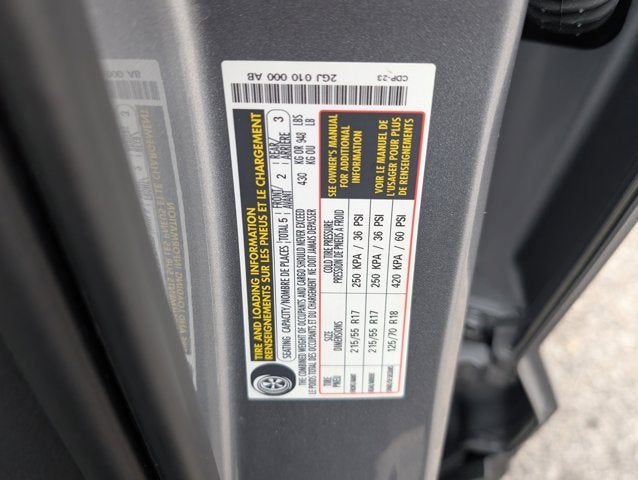 2GJ 010 000 AB
CDP-23
TIRE AND LOADING INFORMATION
RENSEIGNEMENTS SUR LES PNEUS ET LE CHARGEMENT
SEATING CAPACITY/NOMBRE DE PLACES TOTAL 5 FRONT/AVANT 2 REAR/ARRIÈRE 3
THE COMBINED WEIGHT OF OCCUPANTS AND CARGO SHOULD NEVER EXCEED 430 KG OR 948 LBS
LE POIDS TOTAL DES OCCUPANTS ET DU CHARGEMENT NE DOIT JAMAIS DEPASSER 430 KG OU 948 LB
TIRE SIZE COLD TIRE PRESSURE
PNEU DIMENSIONS PRESSION DE PNEUS À FROID
215/55 R17 250 KPA / 36 PSI
215/55 R17 250 KPA / 36 PSI
125/70 R18 420 KPA / 60 PSI
SEE OWNER'S MANUAL
FOR ADDITIONAL
INFORMATION
VOIR LE MANUEL DE
L'USAGER POUR PLUS
DE RENSEIGNEMENTS